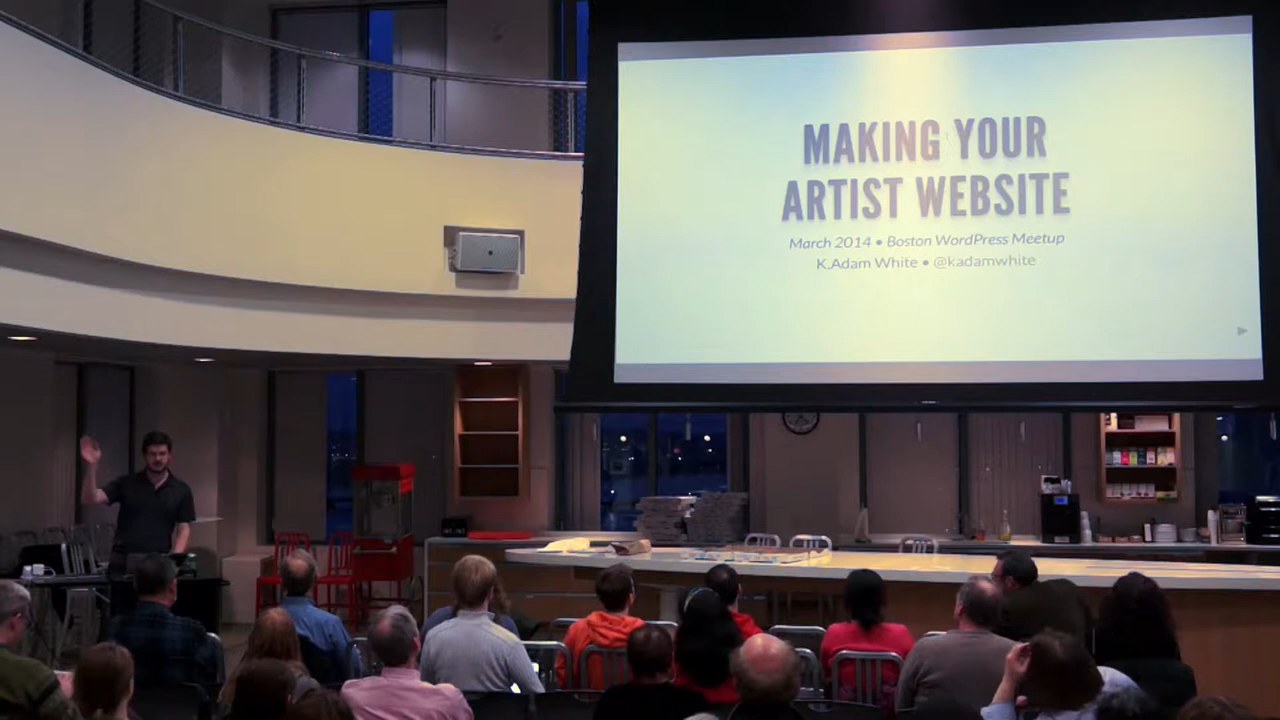 MAKING YOUR
ARTIST WEBSITE
March 2014 • Boston WordPress Meetup
K.Adam White • @kadamwhite